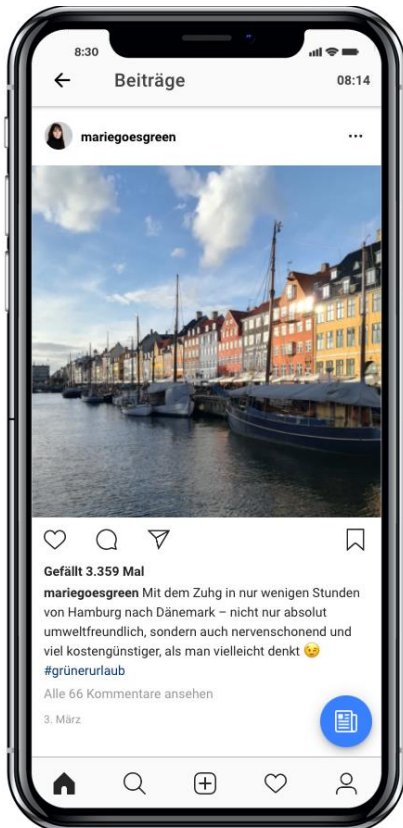 8:30
Beiträge
08:14
mariegoesgreen
Gefällt 3.359 Mal
mariegoesgreen Mit dem Zuhg in nur wenigen Stunden
von Hamburg nach Dänemark – nicht nur absolut
umweltfreundlich, sondern auch nervenschonend und
viel kostengünstiger, als man vielleicht denkt 😉
#grünerurlaub
Alle 66 Kommentare ansehen
3. März